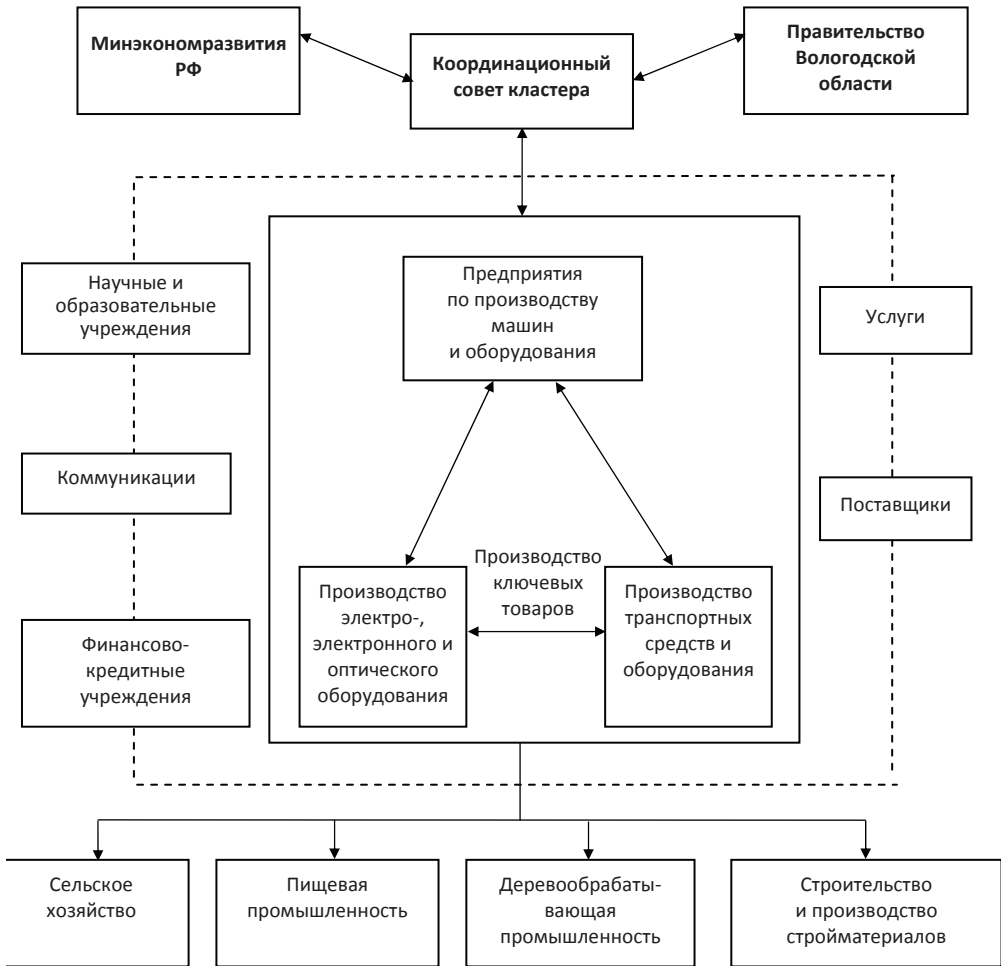 Минэкономразвития
РФ
Координационный
совет кластера
Правительство
Вологодской
области
Научные и
образовательные
учреждения
Коммуникации
Финансово-
кредитные
учреждения
Предприятия
по производству
машин
и оборудования
Производство
ключевых
товаров
Производство
электро-,
электронного и
оптического
оборудования
Производство
транспортных
средств и
оборудования
Услуги
Поставщики
Сельское
хозяйство
Пищевая
промышленность
Деревообрабаты-
вающая
промышленность
Строительство
и производство
стройматериалов